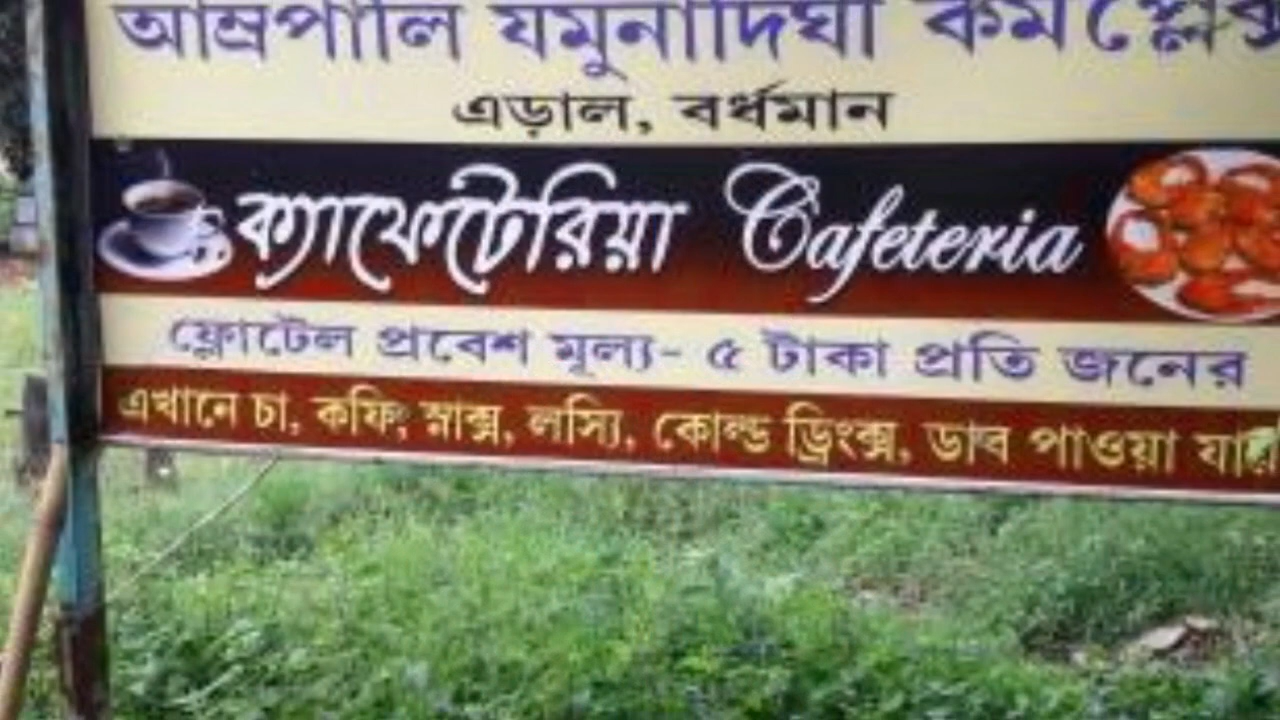 আম্রপালি যমুনাদিঘী কমপ্লেক্স
এড়াল, বর্ধমান
ক্যাফেটেরিয়া Cafeteria
ফ্লোটেল প্রবেশ মূল্য- ৫ টাকা প্রতি জনের
এখানে চা, কফি, স্নাক্স, লস্যি, কোল্ড ড্রিংক্স, ডাব পাওয়া যায়